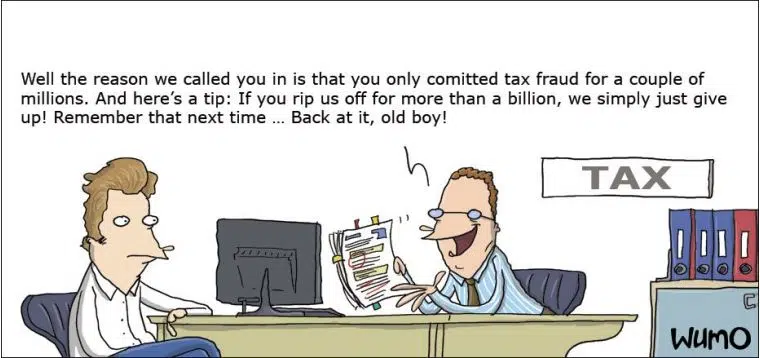 Well the reason we called you in is that you only comitted tax fraud for a couple of
millions. And here's a tip: If you rip us off for more than a billion, we simply just give
up! Remember that next time ... Back at it, old boy!
TAX
C
WUMO